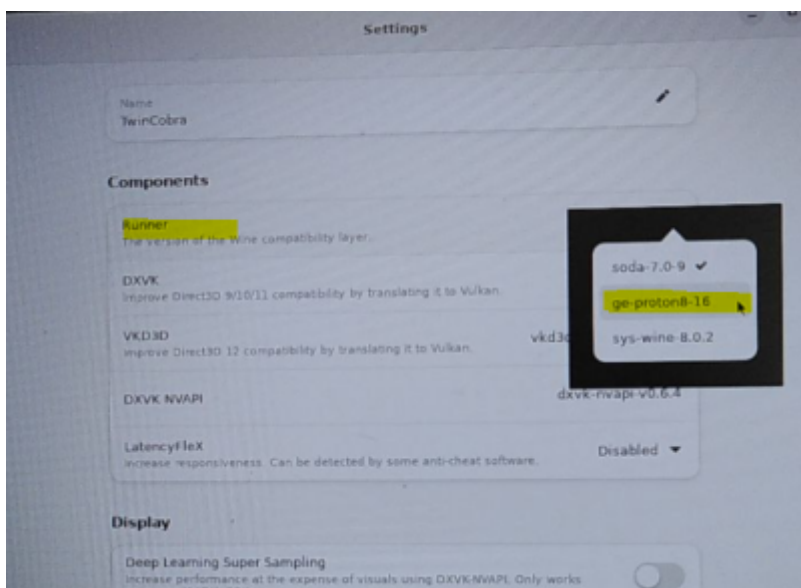 Settings
Name
TwinCobra
Components
Runner
The version of the Wine compatibility layer.
DXVK
Improve Direct3D 9/10/11 compatibility by translating it to Vulkan.
VKD3D
Improve Direct3D 12 compatibility by translating it to Vulkan.
vkd3
DXVK NVAPI
dxvk-nvapi-v0.6.4
LatencyFleX
Increase responsiveness. Can be detected by some anti-cheat software.
Disabled
soda-7.0-9
ge-proton8-16
sys-wine-8.0.2
Display
Deep Learning Super Sampling
Increase performance at the expense of visuals using DXVK-NVAPI. Only works